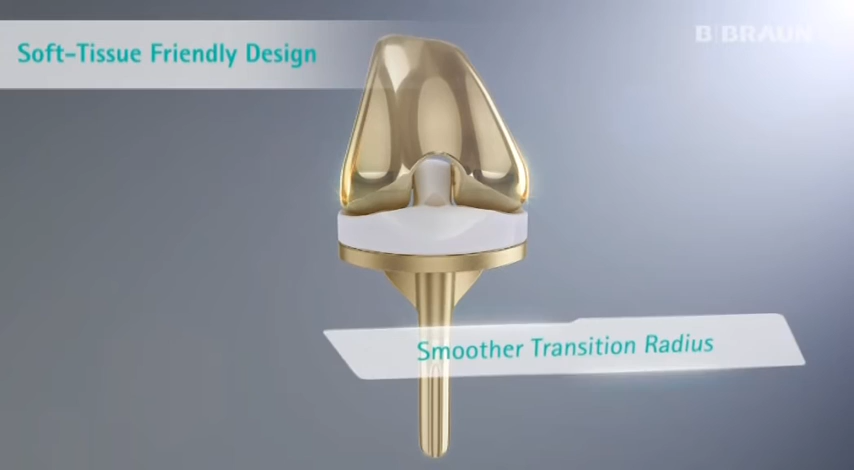 Soft-Tissue Friendly Design
B|BRAUN
Smoother Transition Radius